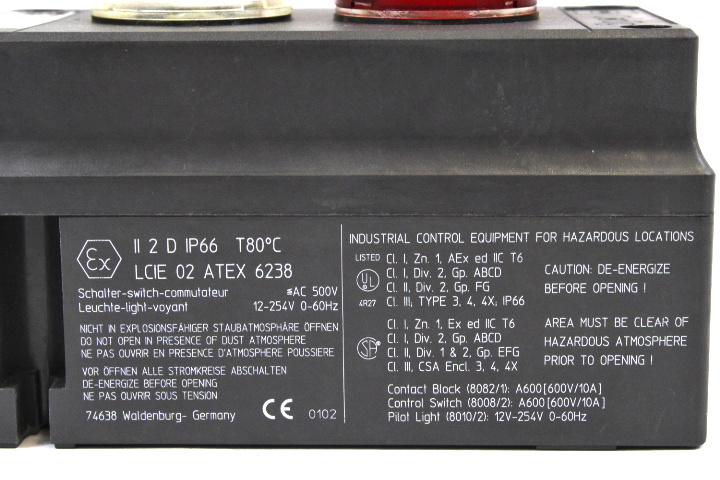 Ex II 2 D IP66 T80°C
LCIE 02 ATEX 6238
Schalter-switch-commutateur ≤AC 500V
Leuchte-light-voyant 12-254V 0-60Hz
NICHT IN EXPLOSIONSFÄHIGER STAUBATMOSPHÄRE ÖFFNEN
DO NOT OPEN IN PRESENCE OF DUST ATMOSPHERE
NE PAS OUVRIR EN PRESENCE D'ATMOSPHERE POUSSIERE
VOR ÖFFNEN ALLE STROMKREISE ABSCHALTEN
DE-ENERGIZE BEFORE OPENING
NE PAS OUVRIR SOUS TENSION
74638 Waldenburg- Germany CE 0102
INDUSTRIAL CONTROL EQUIPMENT FOR HAZARDOUS LOCATIONS
LISTED
UL
4R27
Cl. I, Zn. 1, AEx ed IIC T6
Cl. I, Div. 2, Gp. ABCD
Cl. II, Div. 2, Gp. FG
Cl. III, TYPE 3, 4, 4X, IP66
CAUTION: DE-ENERGIZE
BEFORE OPENING !
SA
Cl. I, Zn. 1, Ex ed IIC T6
Cl. I, Div. 2, Gp. ABCD
Cl. II, Div. 1 & 2, Gp. EFG
Cl. III, CSA Encl. 3, 4, 4X
AREA MUST BE CLEAR OF
HAZARDOUS ATMOSPHERE
PRIOR TO OPENING !
Contact Block (8082/1): A600[600V/10A]
Control Switch (8008/2): A600[600V/10A]
Pilot Light (8010/2): 12V-254V 0-60Hz